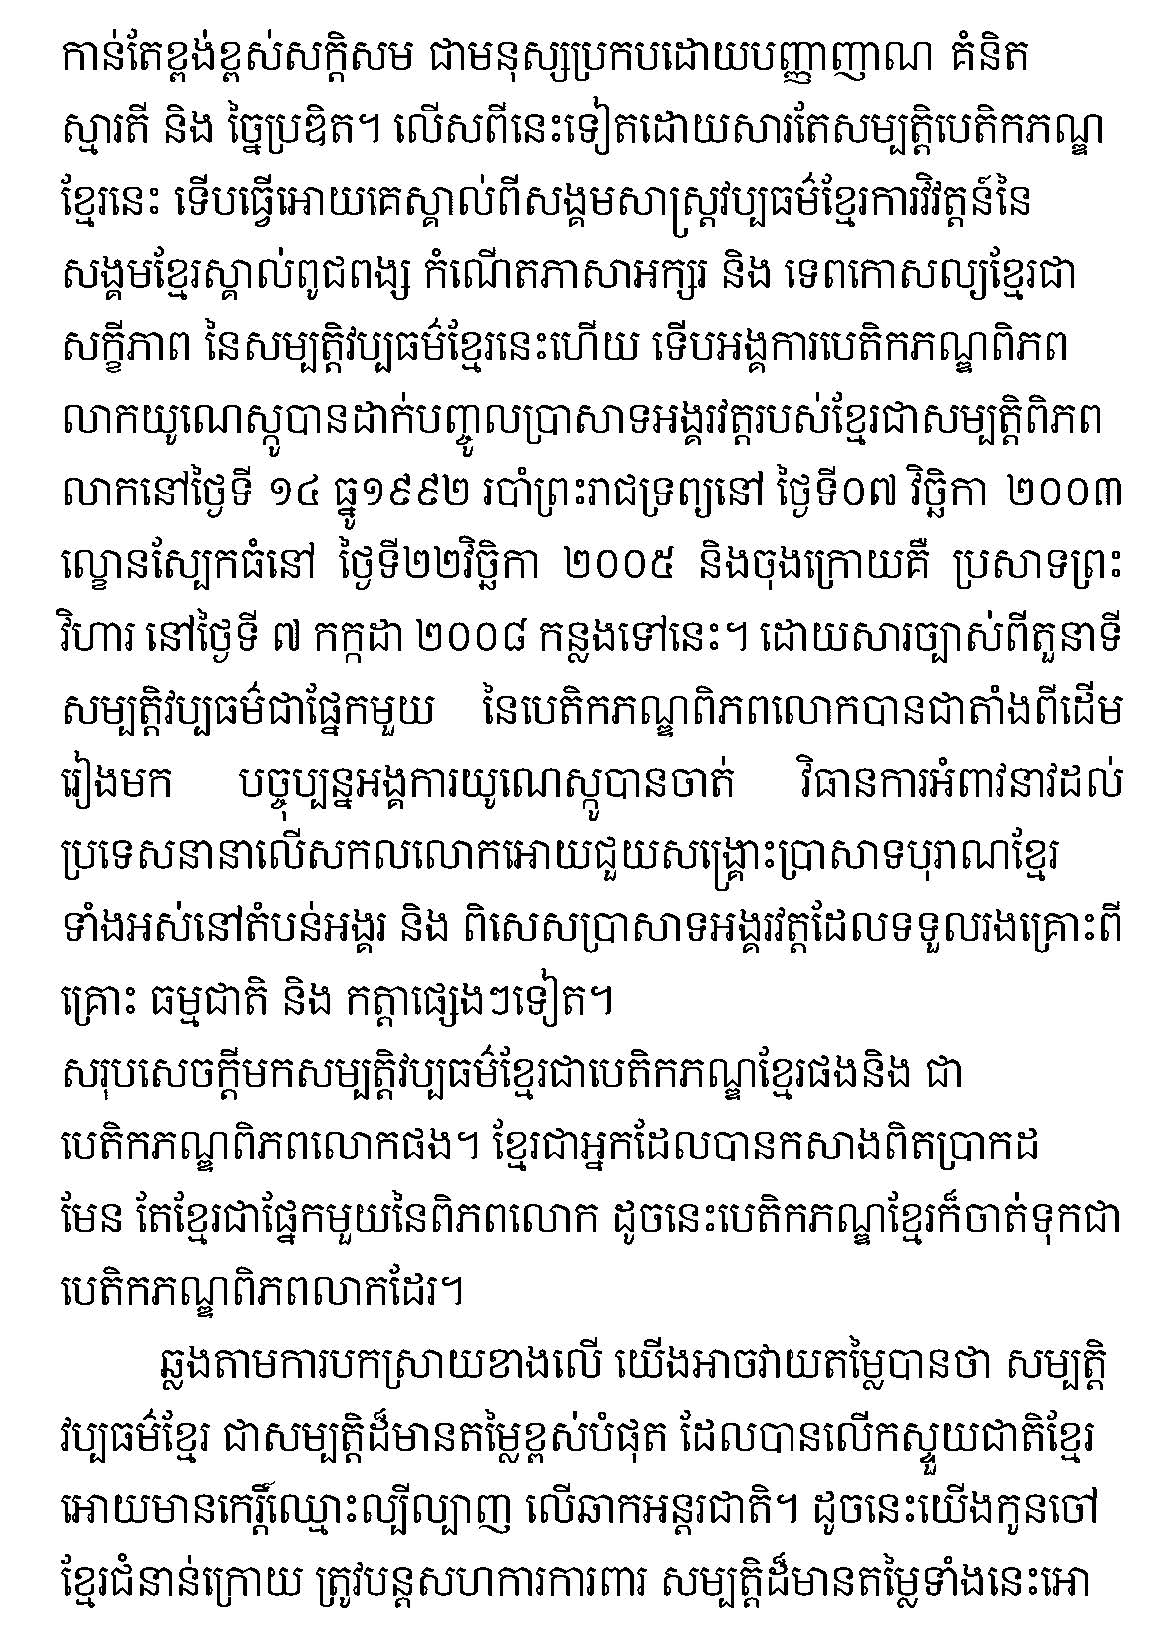 កាន់តែខ្ពង់ខ្ពស់សក្តិសម ជាមនុស្សប្រកបដោយបញ្ញាញាណ គំនិត
ស្មារតី និង ច្នៃប្រឌិត។ លើសពីនេះទៀតដោយសារតែសម្បត្តិបេតិកភណ្ឌ
ខ្មែរនេះ ទើបធ្វើអោយគេស្គាល់ពីសង្គមសាស្ត្រវប្បធម៌ខ្មែរការវិវត្តន៍នៃ
សង្គមខ្មែរស្គាល់ពូជពង្ស កំណើតភាសាអក្សរ និង ទេពកោសល្យខ្មែរជា
សក្ខីភាព នៃសម្បត្តិវប្បធម៌ខ្មែរនេះហើយ ទើបអង្គការបេតិកភណ្ឌពិភព
លាកយូណេស្កូបានដាក់បញ្ចូលប្រាសាទអង្គរវត្តរបស់ខ្មែរជាសម្បត្តិពិភព
លាកនៅថ្ងៃទី ១៤ ធ្នូ១៩៩២ របាំព្រះរាជទ្រព្យនៅ ថ្ងៃទី០៧ វិច្ឆិកា ២០០៣
ល្ខោនស្បែកធំនៅ ថ្ងៃទី២២វិច្ឆិកា ២០០៥ និងចុងក្រោយគឺ ប្រសាទព្រះ
វិហារ នៅថ្ងៃទី ៧ កក្កដា ២០០៨ កន្លងទៅនេះ។ ដោយសារច្បាស់ពីតួនាទី
សម្បត្តិវប្បធម៌ជាផ្នែកមួយ នៃបេតិកភណ្ឌពិភពលោកបានជាតាំងពីដើម
រៀងមក បច្ចុប្បន្នអង្គការយូណេស្កូបានចាត់ វិធានការអំពាវនាវដល់
ប្រទេសនានាលើសកលលោកអោយជួយសង្គ្រោះប្រាសាទបុរាណខ្មែរ
ទាំងអស់នៅតំបន់អង្គរ និង ពិសេសប្រាសាទអង្គរវត្តដែលទទួលរងគ្រោះពី
គ្រោះ ធម្មជាតិ និង កត្តាផ្សេងៗទៀត។
សរុបសេចក្តីមកសម្បត្តិវប្បធម៌ខ្មែរជាបេតិកភណ្ឌខ្មែរផងនិង ជា
បេតិកភណ្ឌពិភពលោកផង។ ខ្មែរជាអ្នកដែលបានកសាងពិតប្រាកដ
មែន តែខ្មែរជាផ្នែកមួយនៃពិភពលោក ដូចនេះបេតិកភណ្ឌខ្មែរក៏ចាត់ទុកជា
បេតិកភណ្ឌពិភពលាកដែរ។
ឆ្លងតាមការបកស្រាយខាងលើ យើងអាចវាយតម្លៃបានថា សម្បត្តិ
វប្បធម៌ខ្មែរ ជាសម្បត្តិដ៏មានតម្លៃខ្ពស់បំផុត ដែលបានលើកស្ទួយជាតិខ្មែរ
អោយមានកេរ្តិ៍ឈ្មោះល្បីល្បាញ លើឆាកអន្តរជាតិ។ ដូចនេះយើងកូនចៅ
ខ្មែរជំនាន់ក្រោយ ត្រូវបន្តសហការការពារ សម្បត្តិដ៏មានតម្លៃទាំងនេះអោ